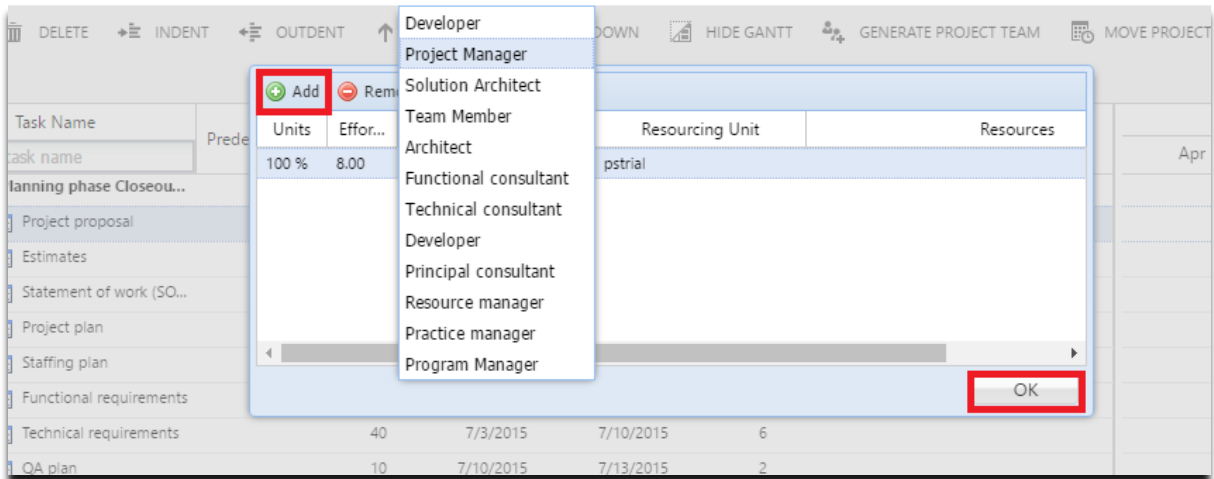 DELETE INDENT OUTDENT DOWN HIDE GANTT GENERATE PROJECT TEAM MOVE PROJECT
Developer
Project Manager
Solution Architect
Team Member
Architect
Functional consultant
Technical consultant
Developer
Principal consultant
Resource manager
Practice manager
Program Manager
Add Rem
Units Effor... Resourcing Unit Resources
100 % 8.00 pstrial
OK
Task Name Prede
task name Apr
lanning phase Closeou...
Project proposal
Estimates
Statement of work (SO...
Project plan
Staffing plan
Functional requirements
Technical requirements 40 7/3/2015 7/10/2015 6
QA plan 10 7/10/2015 7/13/2015 2